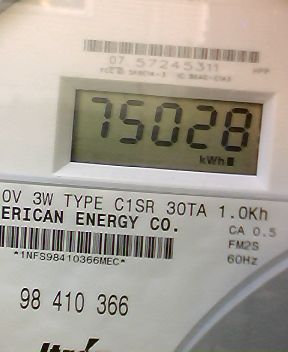 07 57245311
75028
kWh
0V 3W TYPE C1SR 30TA 1.0Kh
ERICAN ENERGY CO.
CA 0.5
FM2S
60Hz
*1NFS98410366MEC*
98 410 366